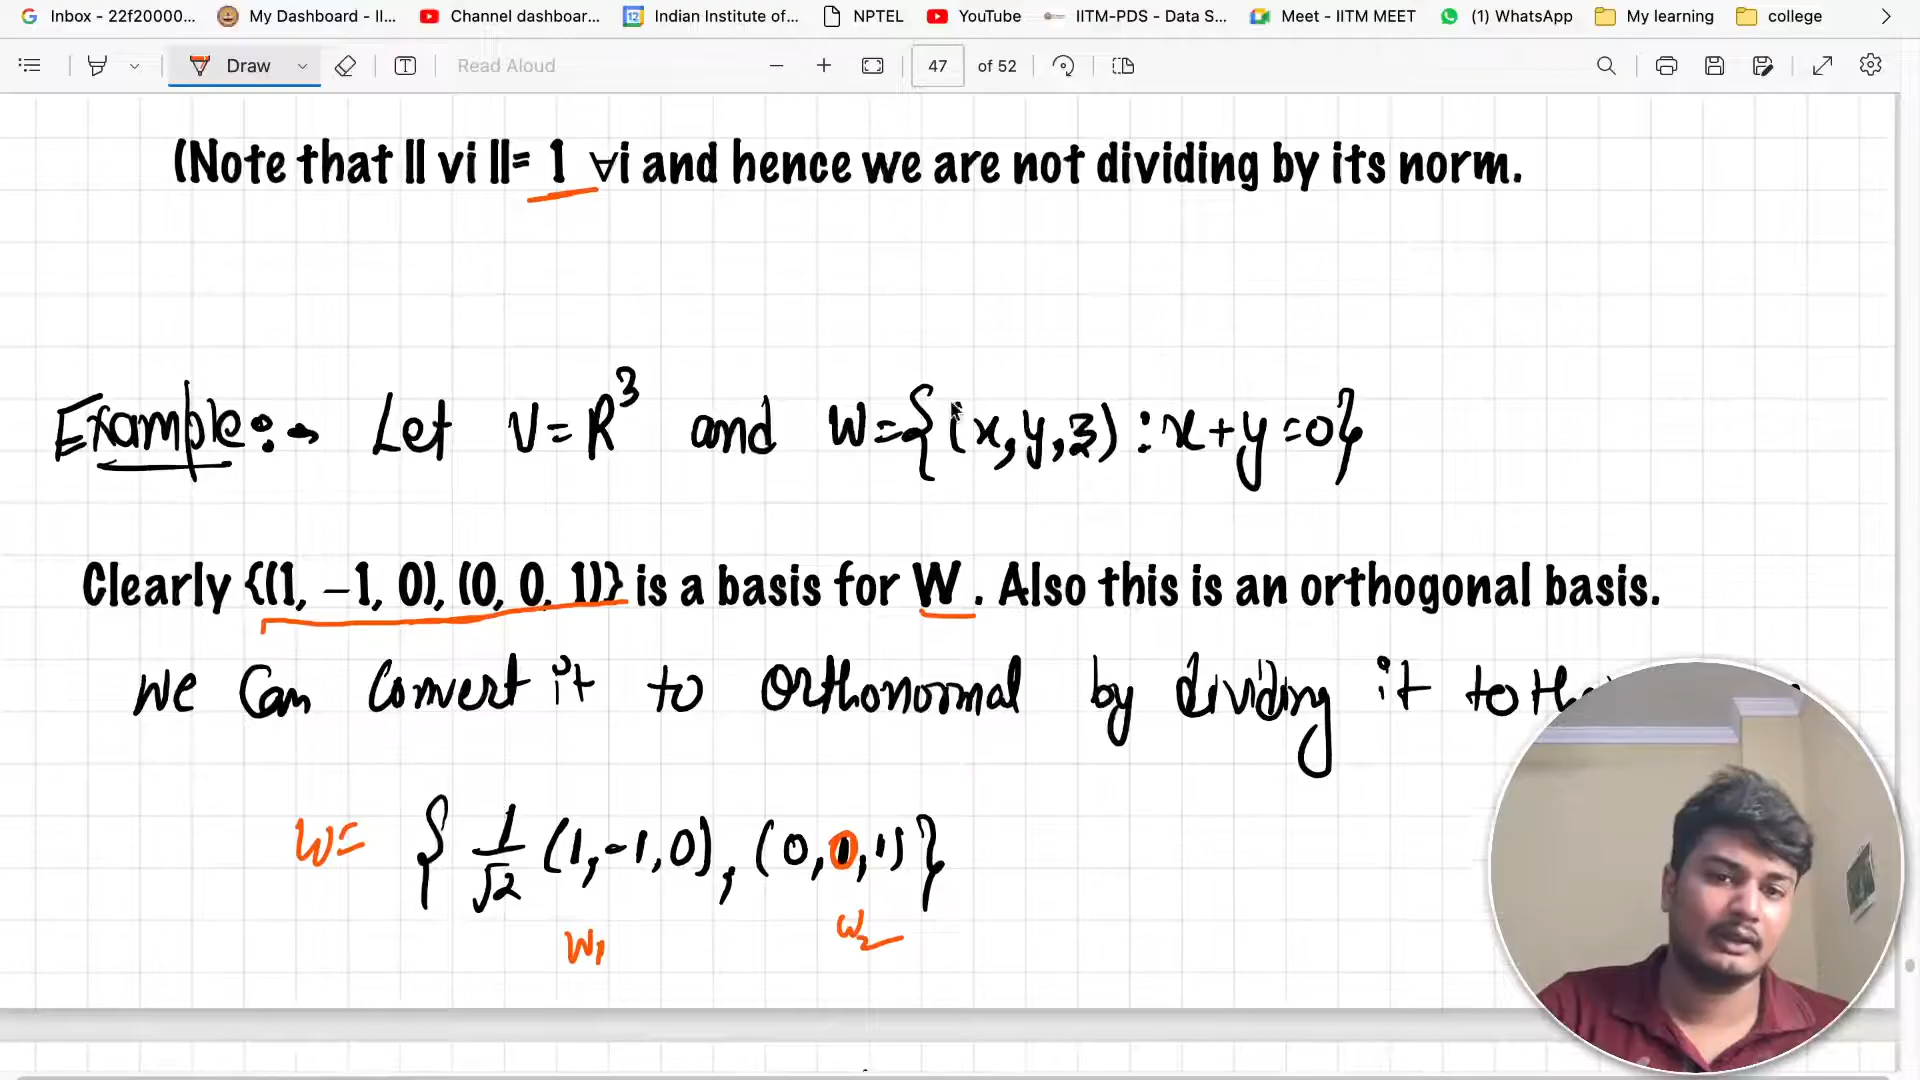 Inbox - 22f20000... My Dashboard - II... Channel dashboar... Indian Institute of... NPTEL YouTube IITM-PDS - Data S... Meet - IITM MEET (1) WhatsApp My learning college
Draw Read Aloud 47 of 52
(Note that || vi ||= 1 ∀i and hence we are not dividing by its norm.
Example:- Let V=R³ and W={(x,y,z):x+y=0}
Clearly {(1, –1, 0), (0, 0, 1)} is a basis for W. Also this is an orthogonal basis.
we can convert it to orthonormal by dividing it to
W= { 1/√2 (1,-1,0), (0,0,1)}
W₁ W₂